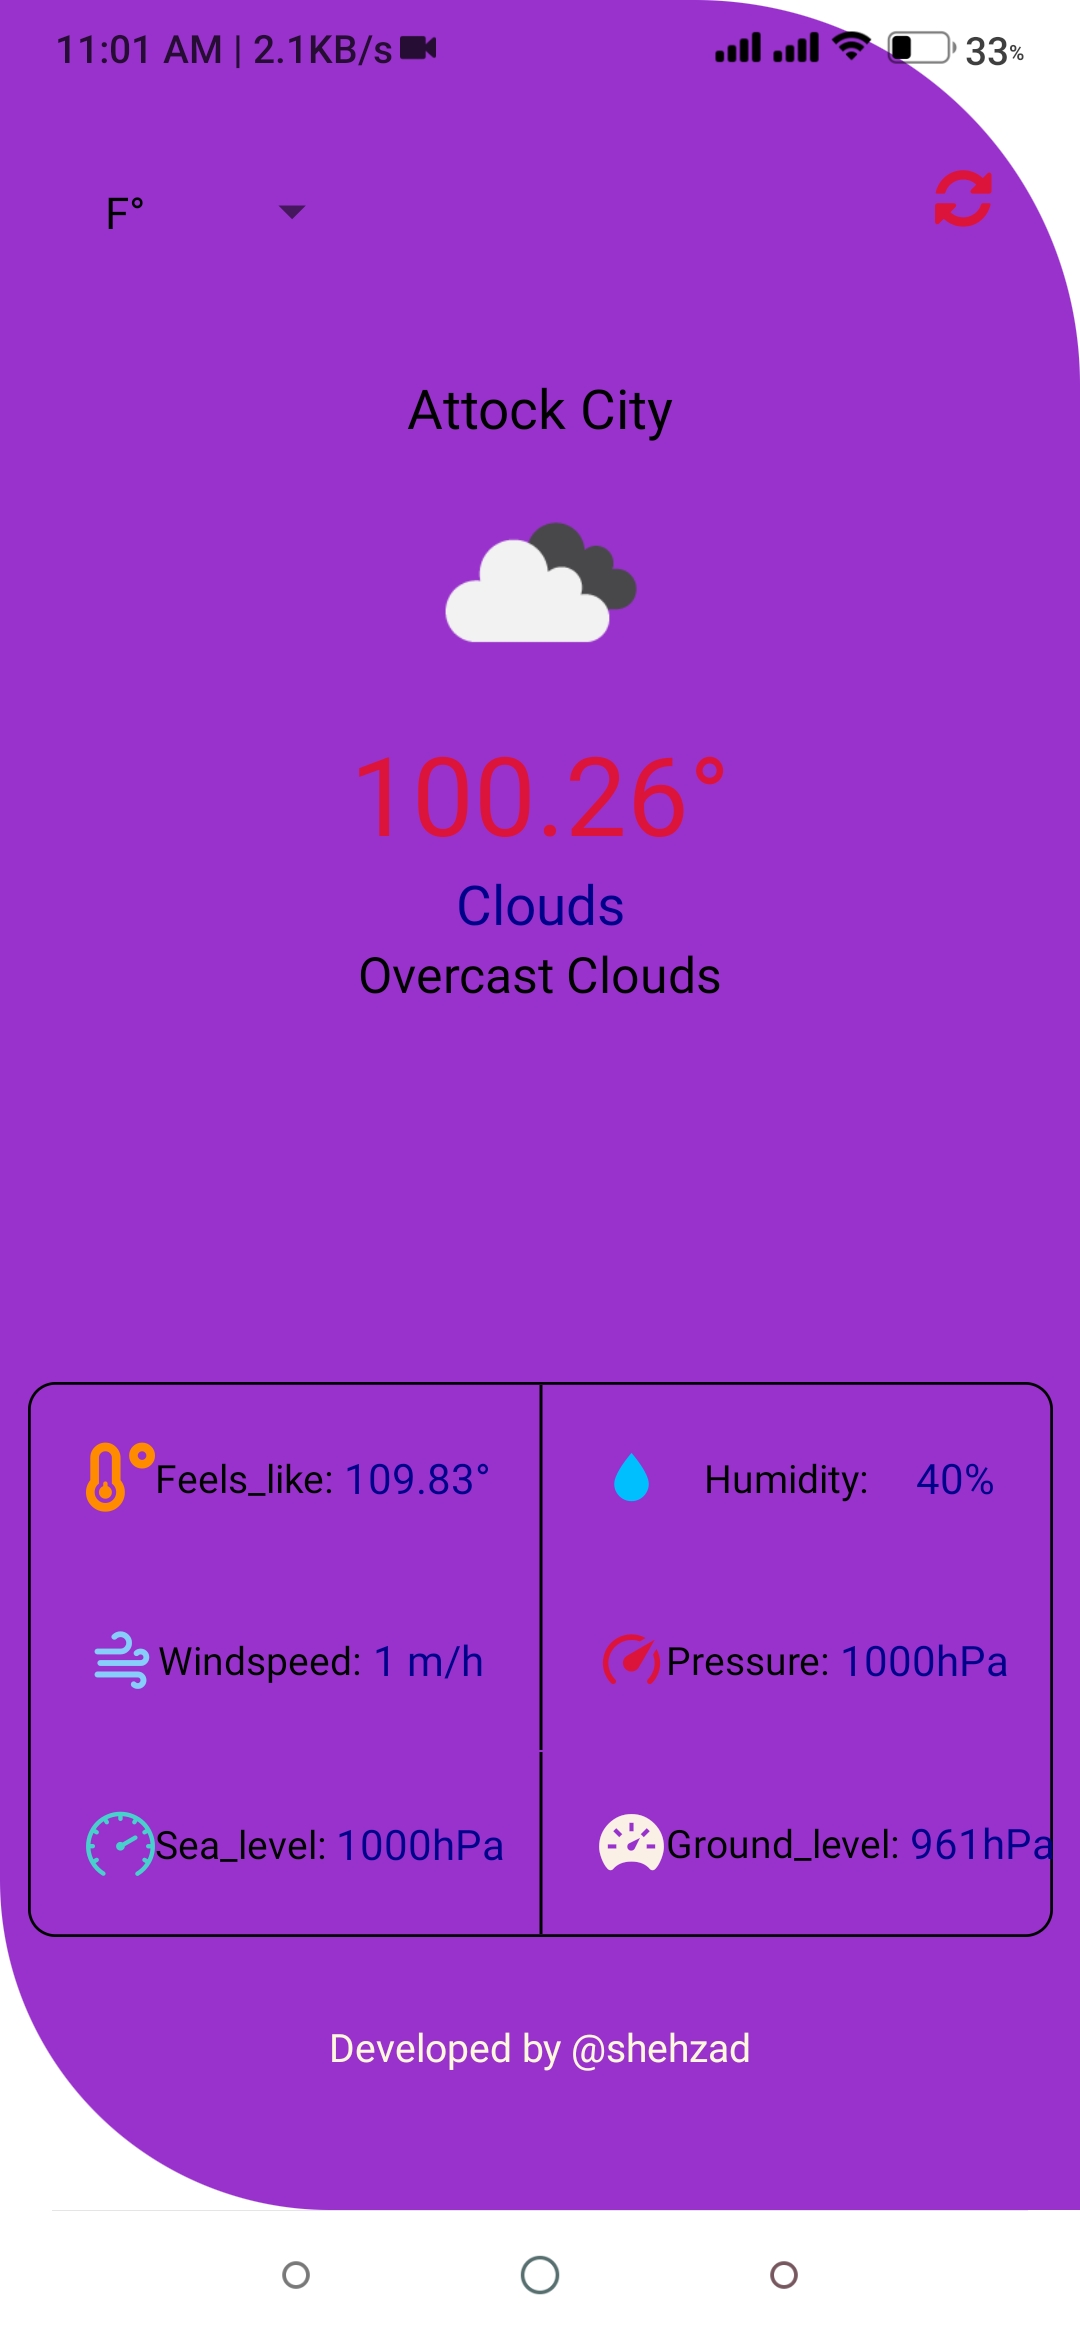 11:01 AM | 2.1KB/s 33%
F°
Attock City
100.26°
Clouds
Overcast Clouds
Feels_like: 109.83° Humidity: 40%
Windspeed: 1 m/h Pressure: 1000hPa
Sea_level: 1000hPa Ground_level: 961hPa
Developed by @shehzad